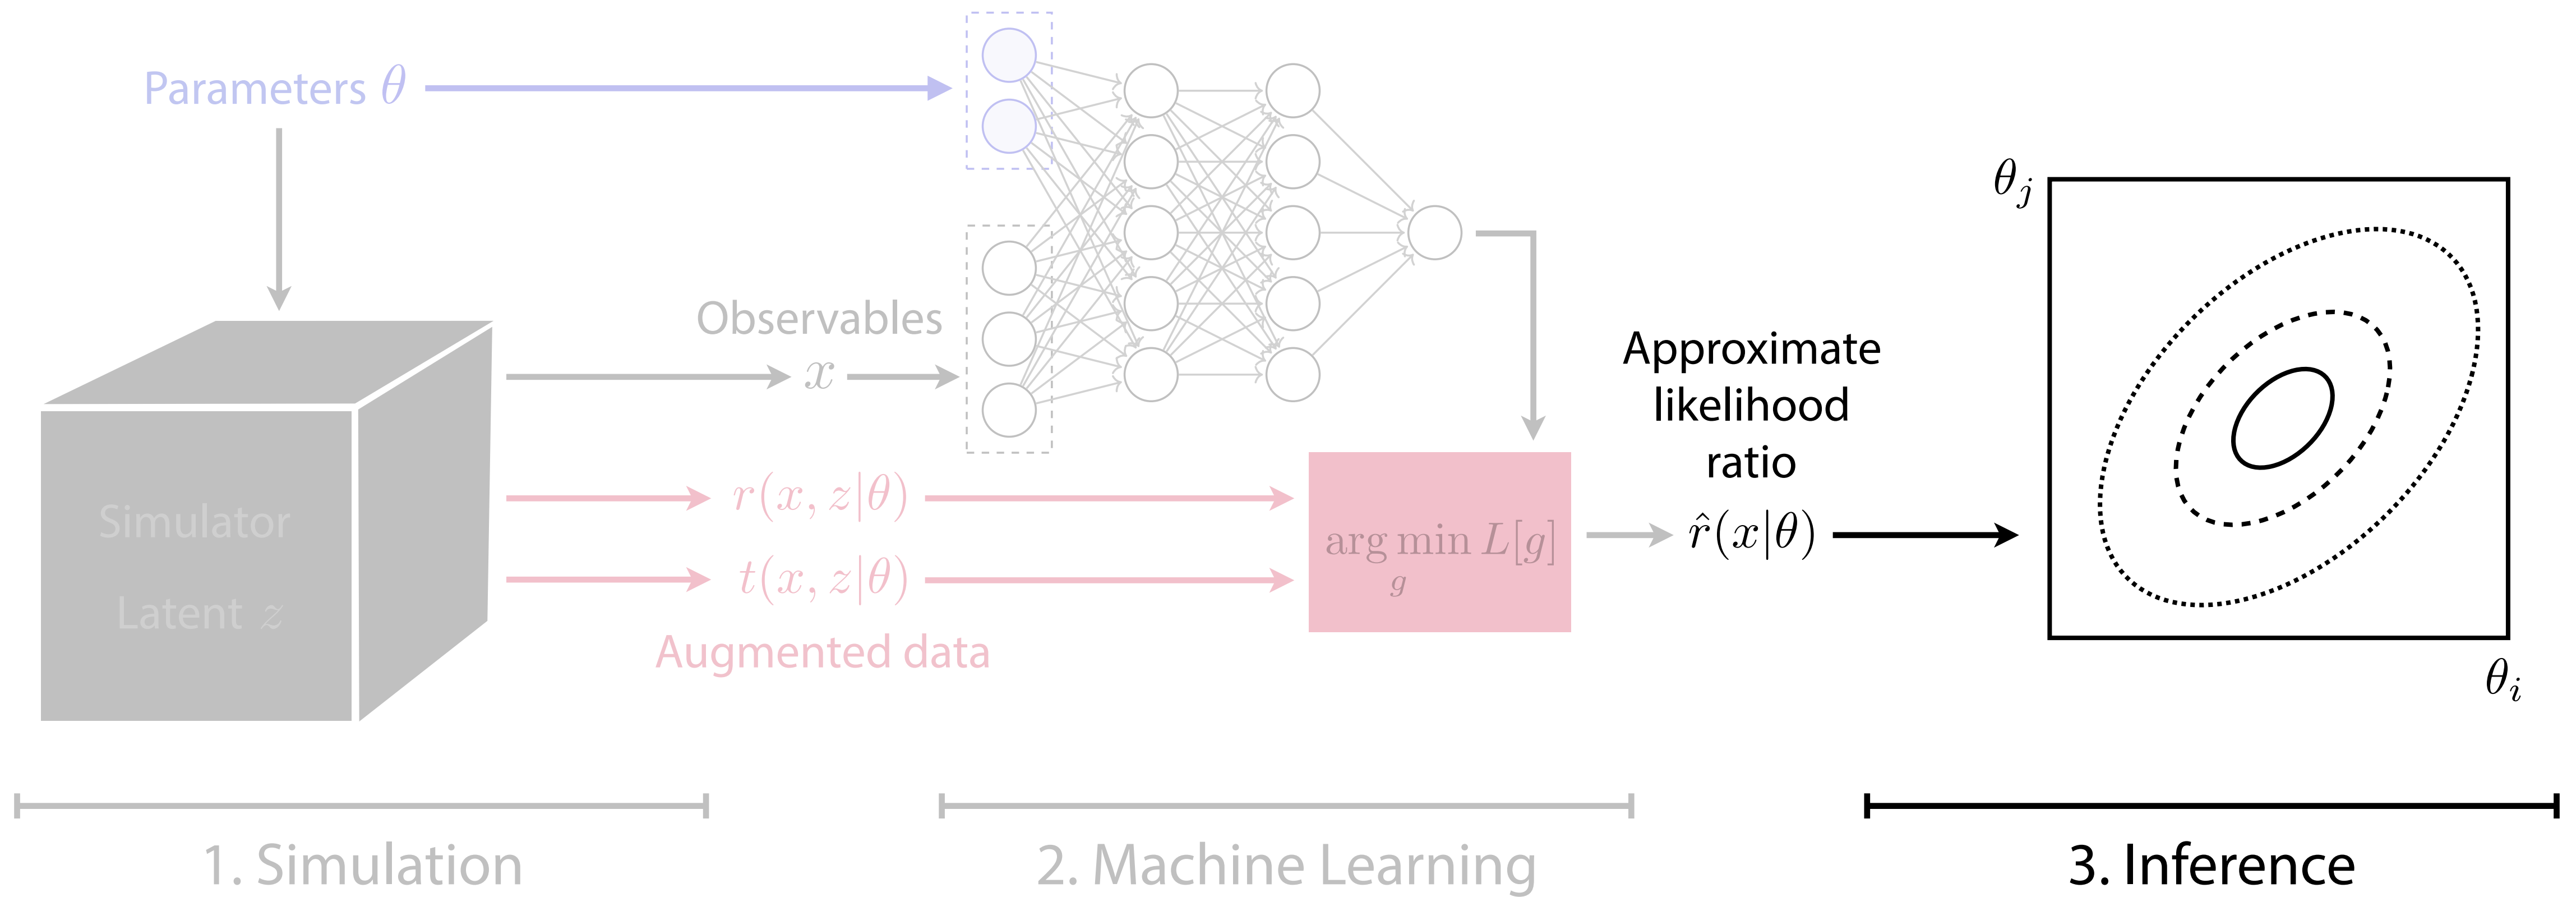 Parameters θ
Simulator
Latent z
Observables
x
r(x, z|θ)
t(x, z|θ)
Augmented data
arg min L[g]
g
Approximate
likelihood
ratio
r̂(x|θ)
θⱼ
θᵢ
1. Simulation
2. Machine Learning
3. Inference